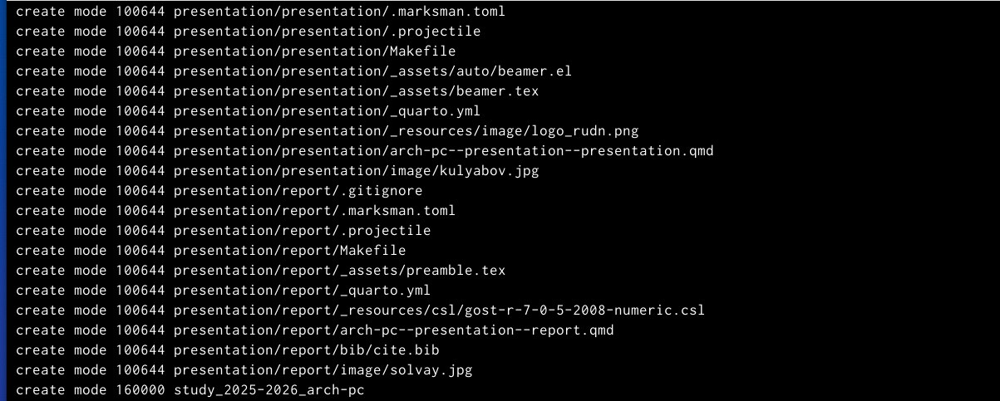 create mode 100644 presentation/presentation/.marksman.toml
create mode 100644 presentation/presentation/.projectile
create mode 100644 presentation/presentation/Makefile
create mode 100644 presentation/presentation/_assets/auto/beamer.el
create mode 100644 presentation/presentation/_assets/beamer.tex
create mode 100644 presentation/presentation/_quarto.yml
create mode 100644 presentation/presentation/_resources/image/logo_rudn.png
create mode 100644 presentation/presentation/arch-pc--presentation--presentation.qmd
create mode 100644 presentation/presentation/image/kulyabov.jpg
create mode 100644 presentation/report/.gitignore
create mode 100644 presentation/report/.marksman.toml
create mode 100644 presentation/report/.projectile
create mode 100644 presentation/report/Makefile
create mode 100644 presentation/report/_assets/preamble.tex
create mode 100644 presentation/report/_quarto.yml
create mode 100644 presentation/report/_resources/csl/gost-r-7-0-5-2008-numeric.csl
create mode 100644 presentation/report/arch-pc--presentation--report.qmd
create mode 100644 presentation/report/bib/cite.bib
create mode 100644 presentation/report/image/solvay.jpg
create mode 160000 study_2025-2026_arch-pc